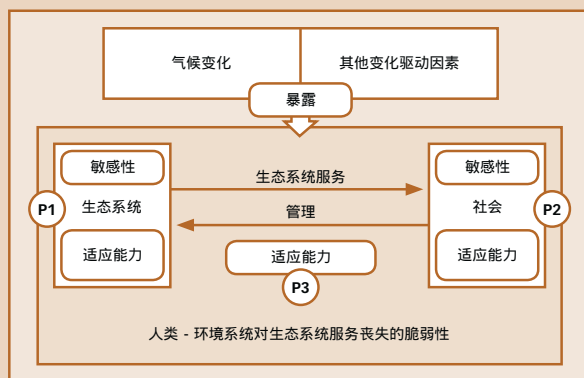 气候变化
其他变化驱动因素
暴露
敏感性
生态系统
适应能力
P1
生态系统服务
管理
适应能力
P3
敏感性
社会
适应能力
P2
人类 - 环境系统对生态系统服务丧失的脆弱性